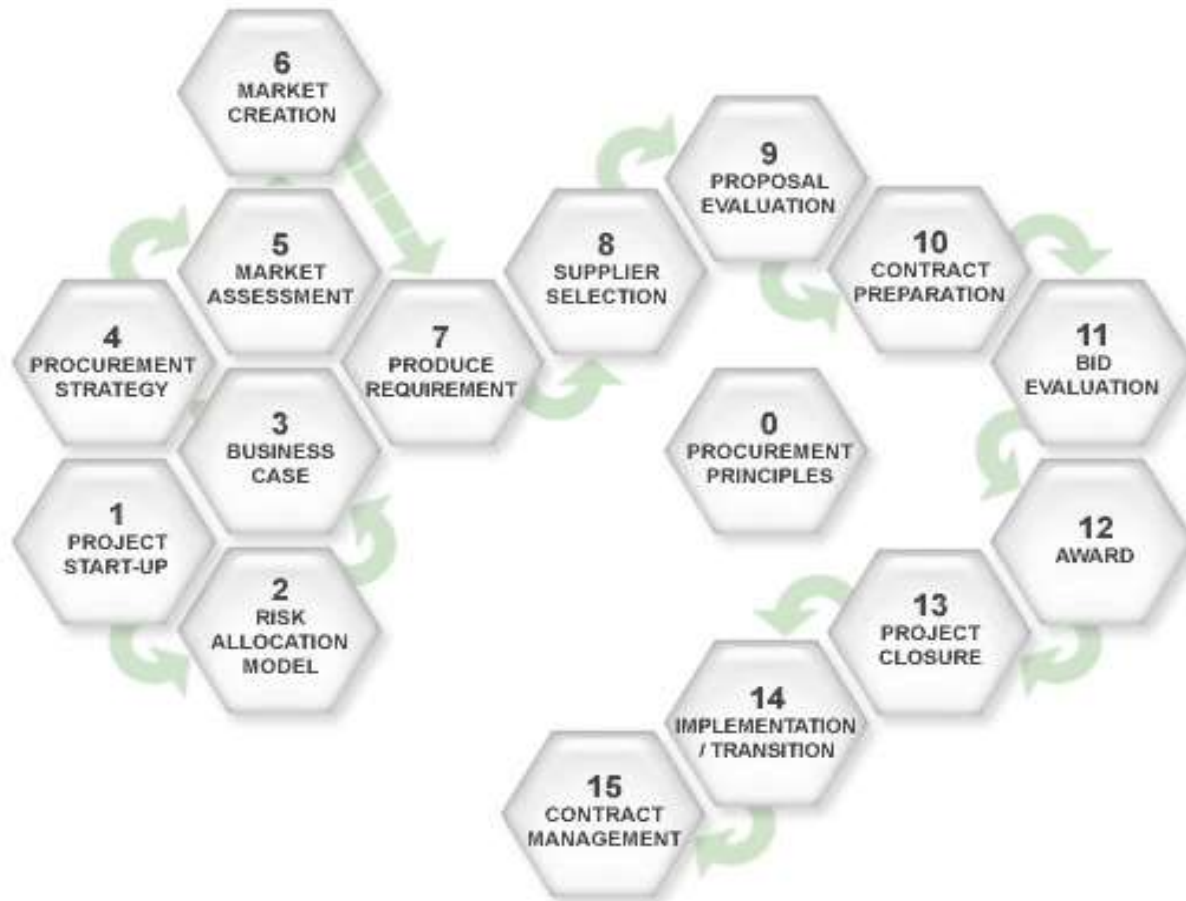 6
MARKET
CREATION
9
PROPOSAL
EVALUATION
5
MARKET
ASSESSMENT
8
SUPPLIER
SELECTION
10
CONTRACT
PREPARATION
4
PROCUREMENT
STRATEGY
7
PRODUCE
REQUIREMENT
11
BID
EVALUATION
3
BUSINESS
CASE
0
PROCUREMENT
PRINCIPLES
1
PROJECT
START-UP
12
AWARD
2
RISK
ALLOCATION
MODEL
13
PROJECT
CLOSURE
14
IMPLEMENTATION
/ TRANSITION
15
CONTRACT
MANAGEMENT